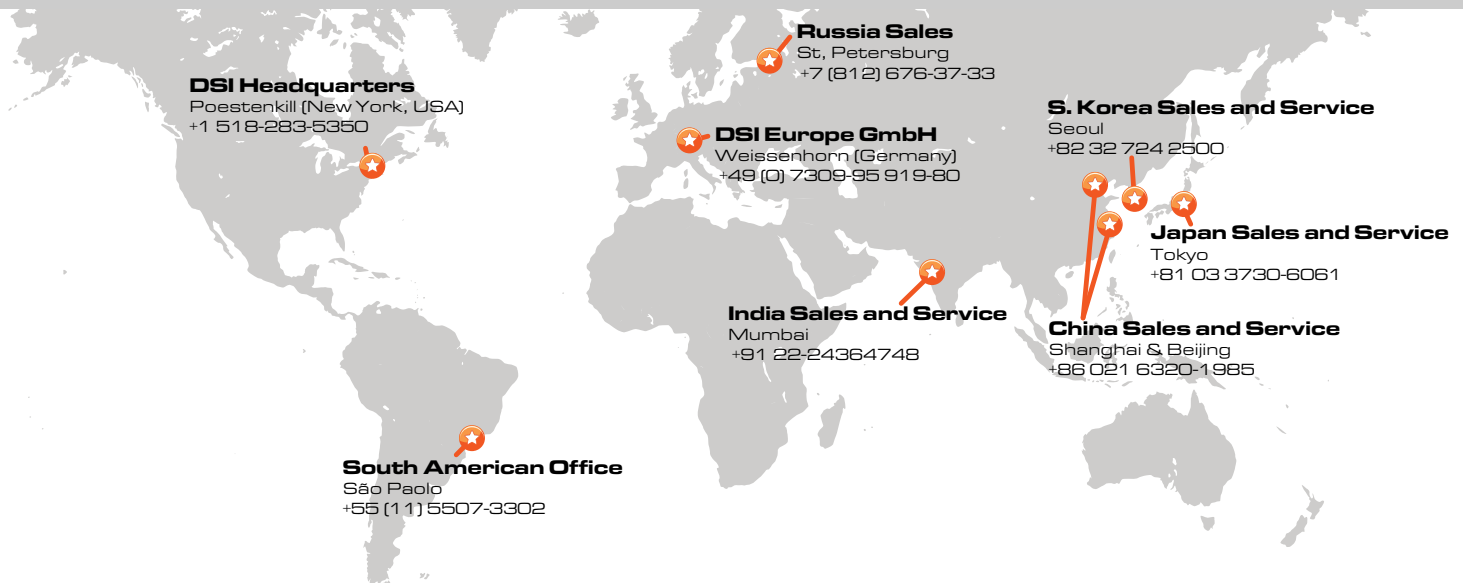 Russia Sales
St, Petersburg
+7 (812) 676-37-33
DSI Headquarters
Poestenkill (New York, USA)
+1 518-283-5350
S. Korea Sales and Service
Seoul
+82 32 724 2500
DSI Europe GmbH
Weissenhorn (Germany)
+49 (0) 7309-95 919-80
Japan Sales and Service
Tokyo
+81 03 3730-6061
India Sales and Service
Mumbai
+91 22-24364748
China Sales and Service
Shanghai & Beijing
+86 021 6320-1985
South American Office
São Paolo
+55 (11) 5507-3302